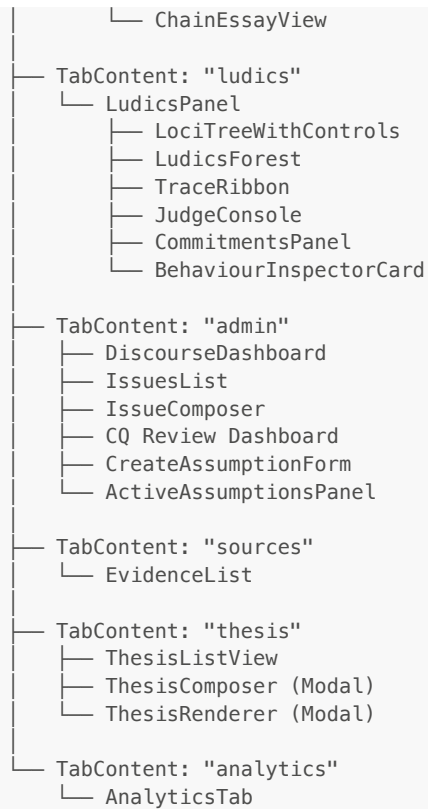 │       └── ChainEssayView
│
├── TabContent: "ludics"
│   └── LudicsPanel
│       ├── LociTreeWithControls
│       ├── LudicsForest
│       ├── TraceRibbon
│       ├── JudgeConsole
│       ├── CommitmentsPanel
│       └── BehaviourInspectorCard
│
├── TabContent: "admin"
│   ├── DiscourseDashboard
│   ├── IssuesList
│   ├── IssueComposer
│   ├── CQ Review Dashboard
│   ├── CreateAssumptionForm
│   └── ActiveAssumptionsPanel
│
├── TabContent: "sources"
│   └── EvidenceList
│
├── TabContent: "thesis"
│   ├── ThesisListView
│   ├── ThesisComposer (Modal)
│   └── ThesisRenderer (Modal)
│
└── TabContent: "analytics"
    └── AnalyticsTab